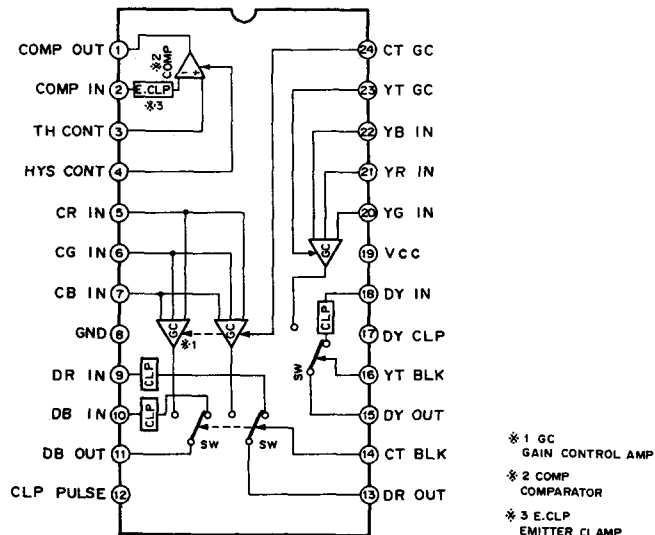 COMP OUT 1
COMP IN 2
TH CONT 3
HYS CONT 4
CR IN 5
CG IN 6
CB IN 7
GND 8
DR IN 9
DB IN 10
DB OUT 11
CLP PULSE 12
※2
COMP
- +
E.CLP
※3
GC
GC
※1
CLP
CLP
SW
SW
GC
CLP
SW
24 CT GC
23 YT GC
22 YB IN
21 YR IN
20 YG IN
19 VCC
18 DY IN
17 DY CLP
16 YT BLK
15 DY OUT
14 CT BLK
13 DR OUT
※1 GC
GAIN CONTROL AMP
※2 COMP
COMPARATOR
※3 E.CLP
EMITTER CLAMP